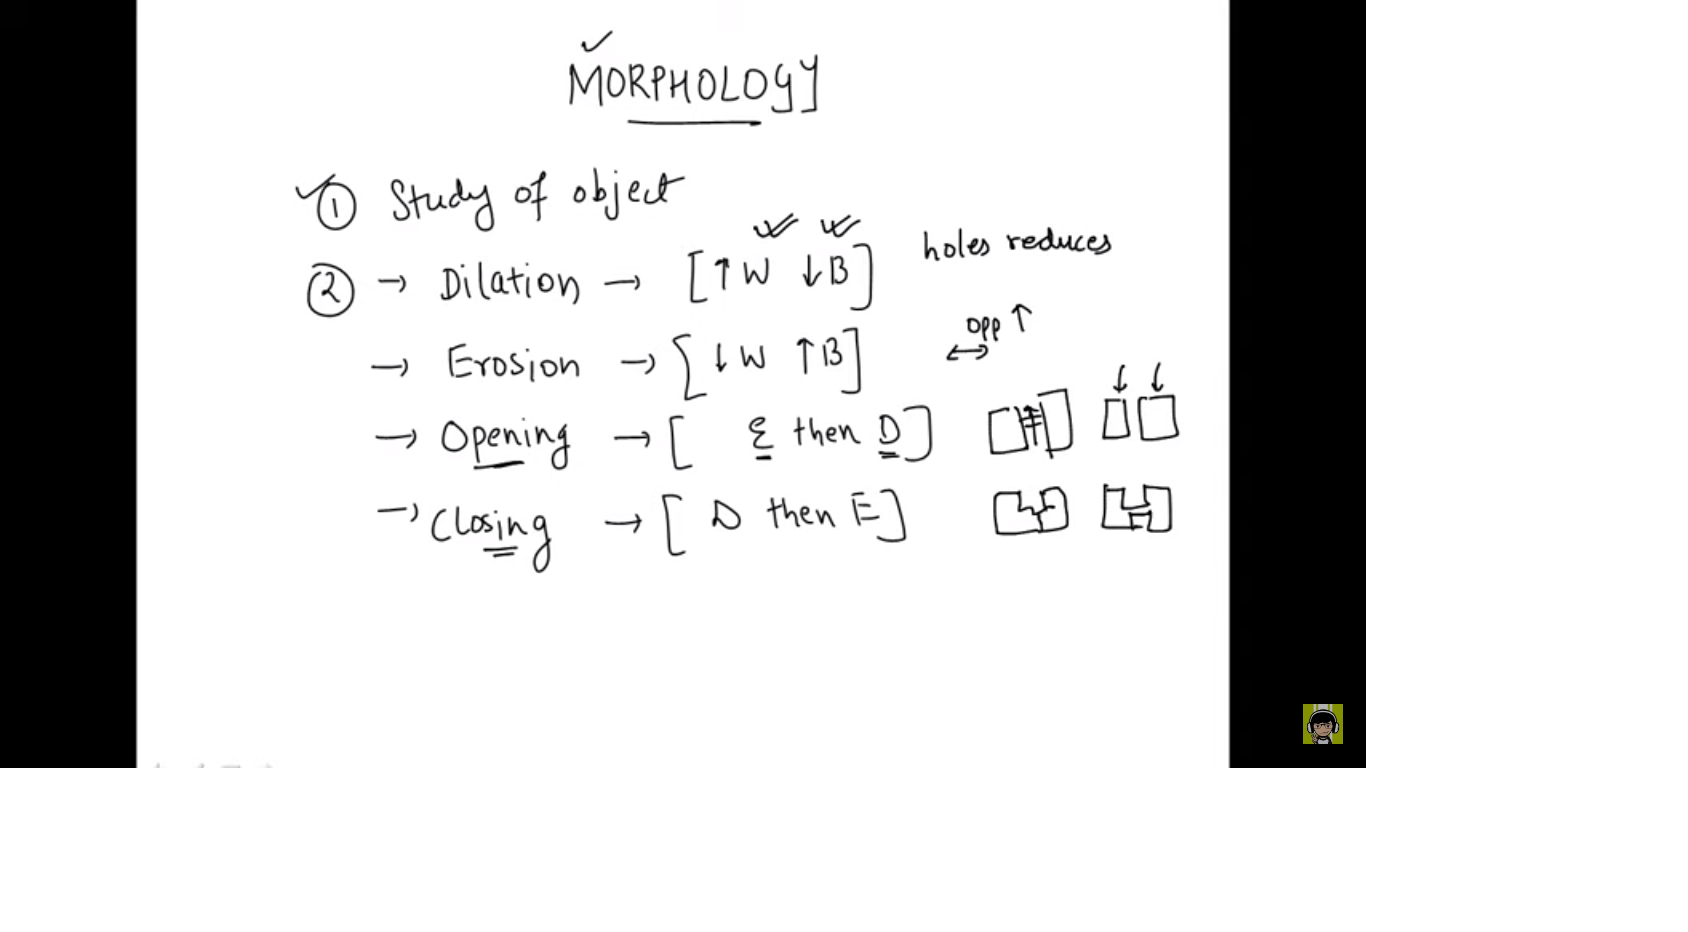 MORPHOLOGY
① Study of object
② → Dilation → [↑W ↓B] holes reduces
→ Erosion → [↓W ↑B] ↔ opp ↑
→ Opening → [ E then D]
→ Closing → [ D then E]